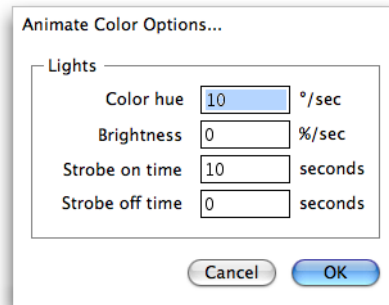 Animate Color Options...
Lights
Color hue 10 °/sec
Brightness 0 %/sec
Strobe on time 10 seconds
Strobe off time 0 seconds
Cancel OK